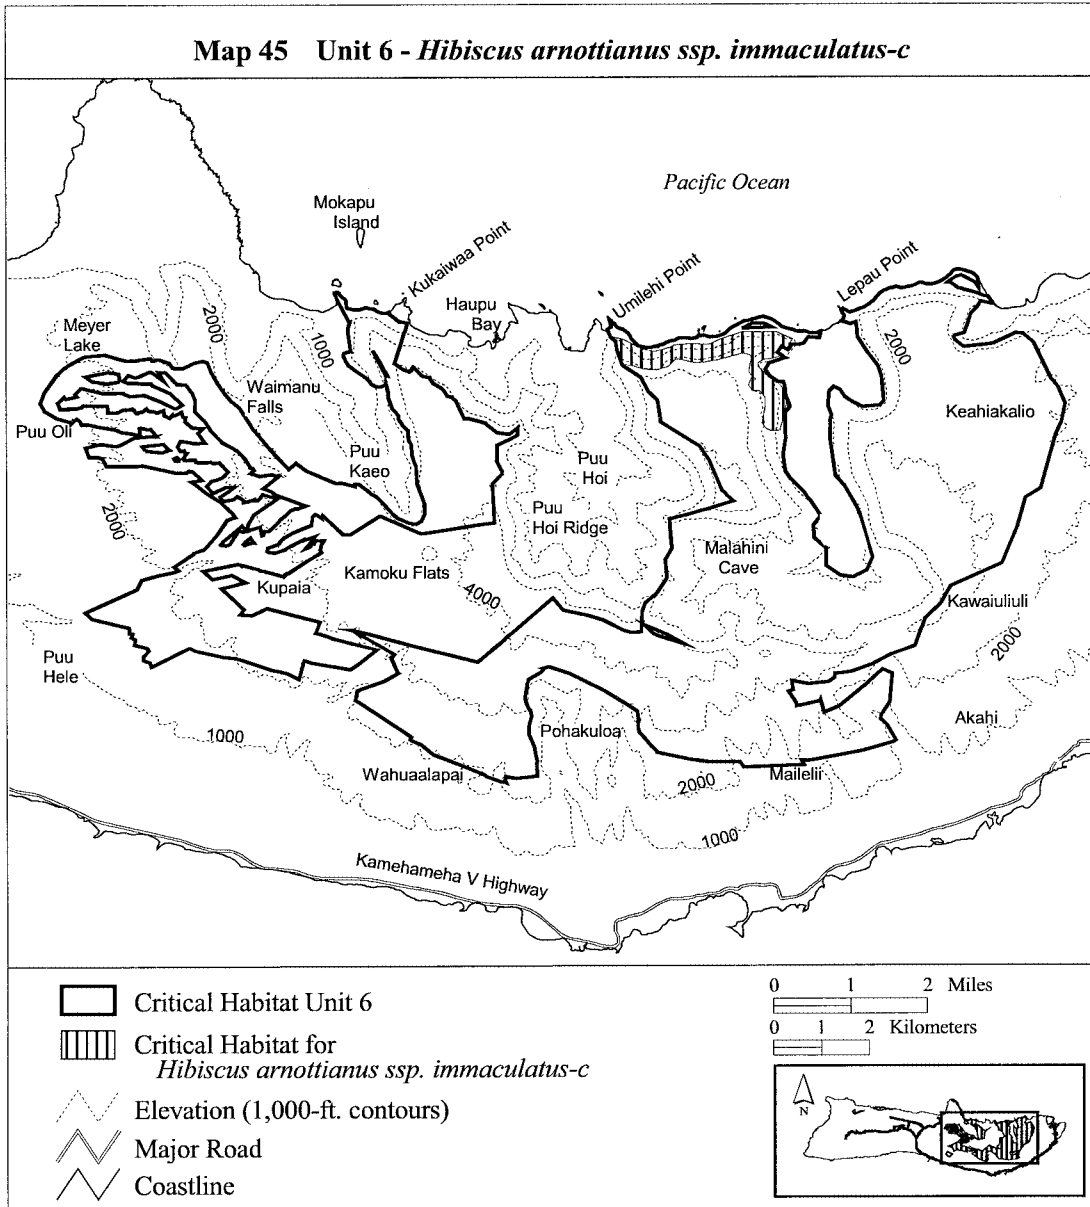 Map 45 Unit 6 - Hibiscus arnottianus ssp. immaculatus-c
Pacific Ocean
Mokapu
Island
Kukaiwaa Point
Haupu
Bay
Umilehi Point
Lepau Point
Meyer
Lake
2000
1000
2000
Waimanu
Falls
Keahiakalio
Puu Oli
Puu
Kaeo
Puu
Hoi
Puu
Hoi Ridge
2000
Malahini
Cave
Kupaia
Kamoku Flats
4000
Kawaiuliuli
2000
Puu
Hele
Akahi
1000
Pohakuloa
Wahuaalapai
2000
Mailelii
1000
Kamehameha V Highway
Critical Habitat Unit 6
Critical Habitat for
Hibiscus arnottianus ssp. immaculatus-c
Elevation (1,000-ft. contours)
Major Road
Coastline
0 1 2 Miles
0 1 2 Kilometers
N